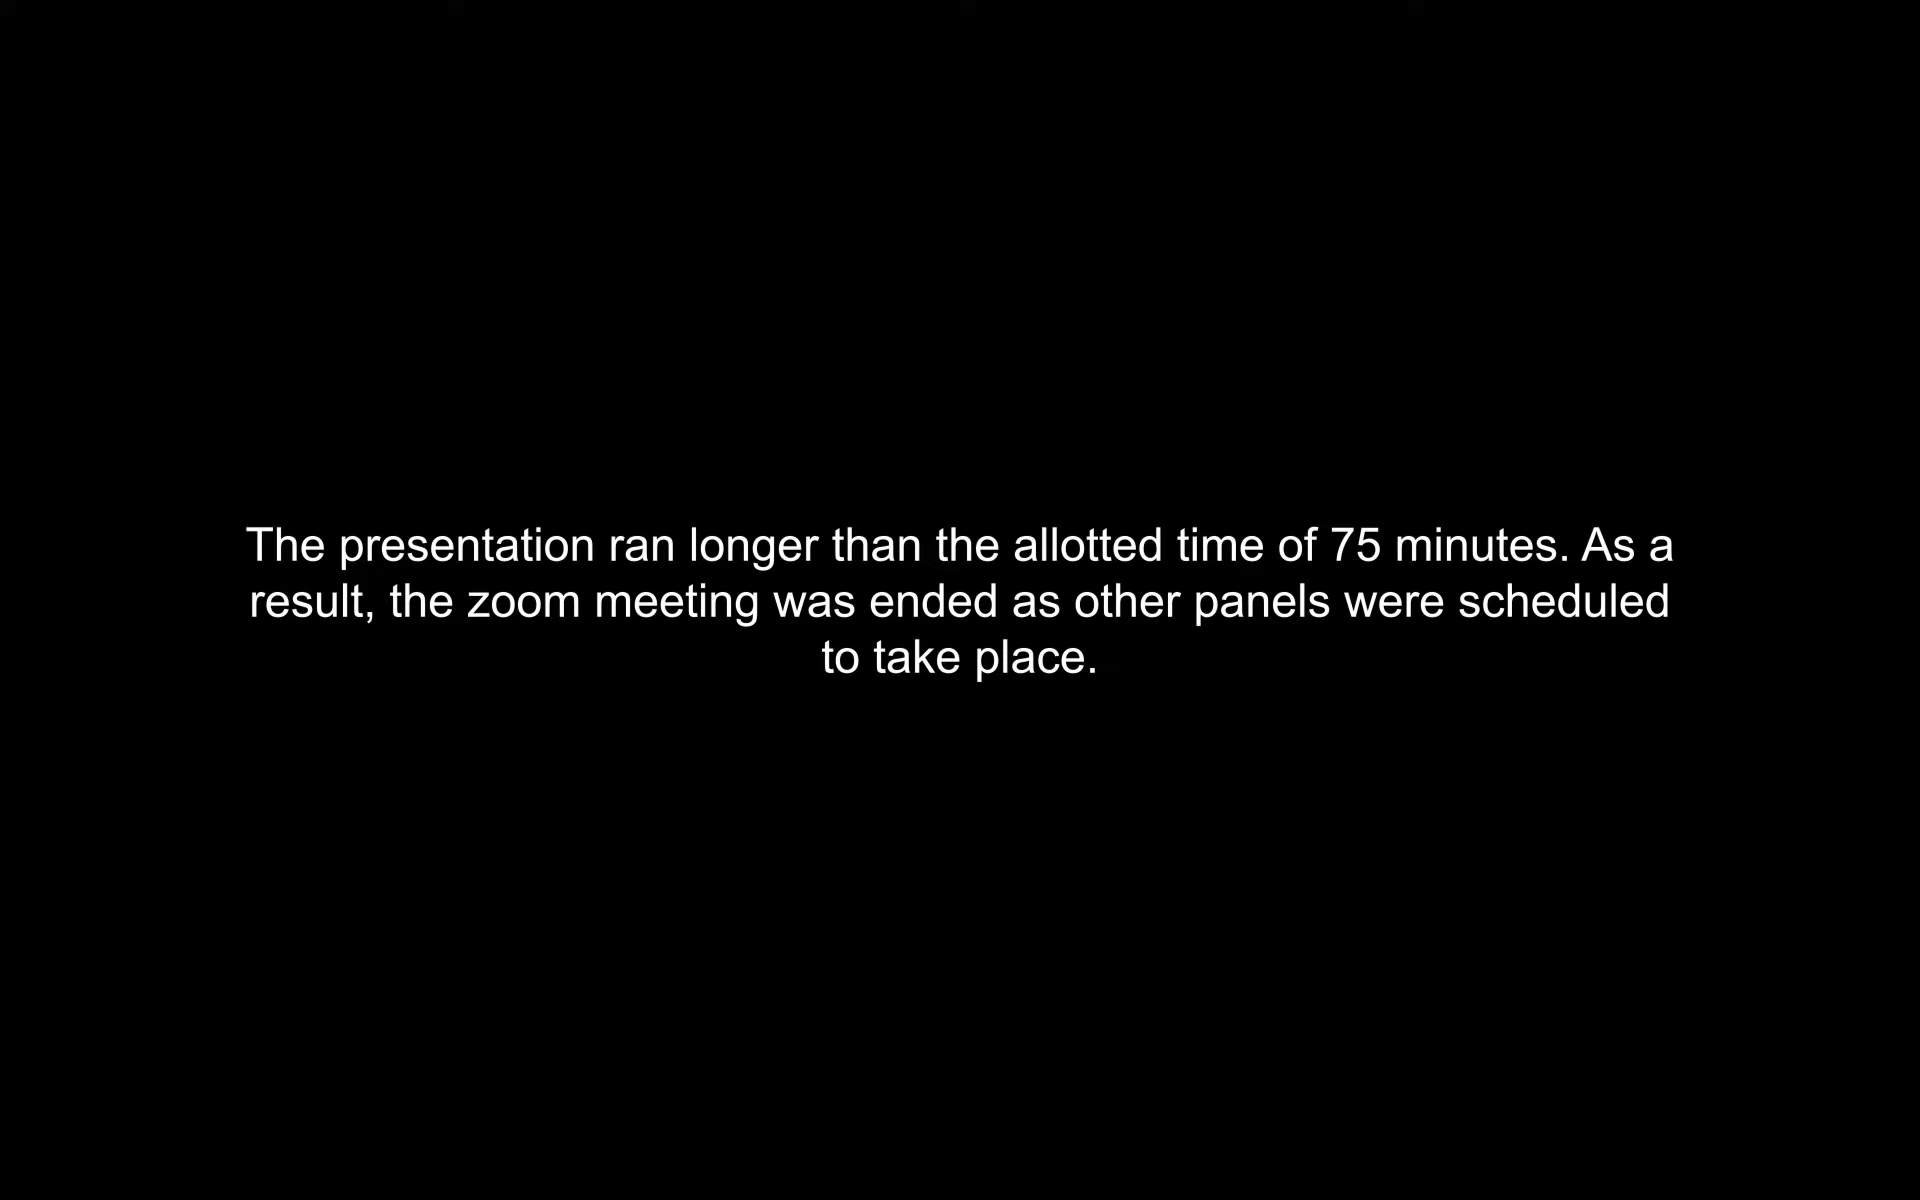 The presentation ran longer than the allotted time of 75 minutes. As a
result, the zoom meeting was ended as other panels were scheduled
to take place.